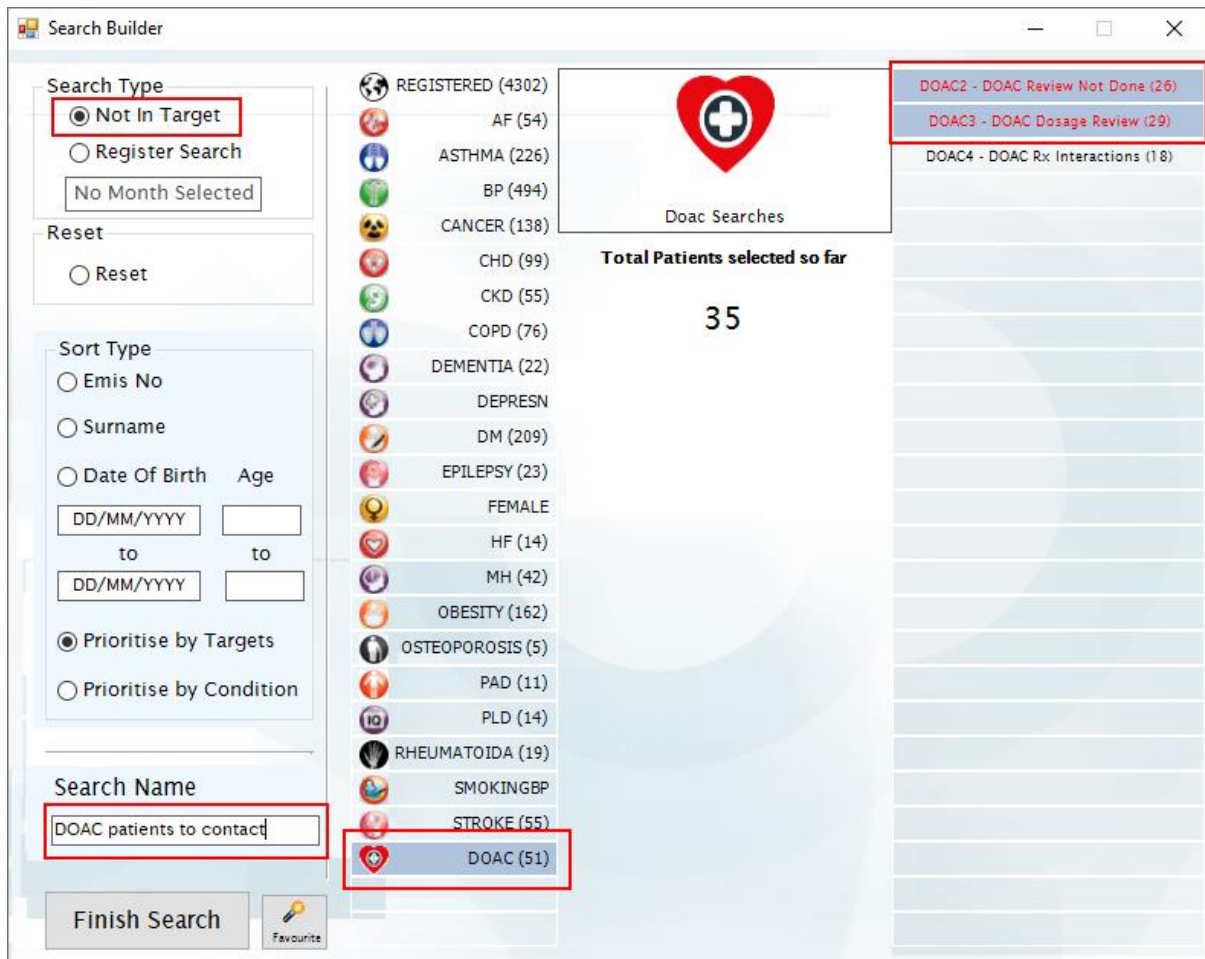 Search Builder
Search Type
Not In Target
Register Search
No Month Selected
Reset
Reset
Sort Type
Emis No
Surname
Date Of Birth Age
DD/MM/YYYY
to to
DD/MM/YYYY
Prioritise by Targets
Prioritise by Condition
Search Name
DOAC patients to contact
Finish Search
Favourite
REGISTERED (4302)
AF (54)
ASTHMA (226)
BP (494)
CANCER (138)
CHD (99)
CKD (55)
COPD (76)
DEMENTIA (22)
DEPRESN
DM (209)
EPILEPSY (23)
FEMALE
HF (14)
MH (42)
OBESITY (162)
OSTEOPOROSIS (5)
PAD (11)
IQ PLD (14)
RHEUMATOIDA (19)
SMOKINGBP
STROKE (55)
DOAC (51)
Doac Searches
Total Patients selected so far
35
DOAC2 - DOAC Review Not Done (26)
DOAC3 - DOAC Dosage Review (29)
DOAC4 - DOAC Rx Interactions (18)